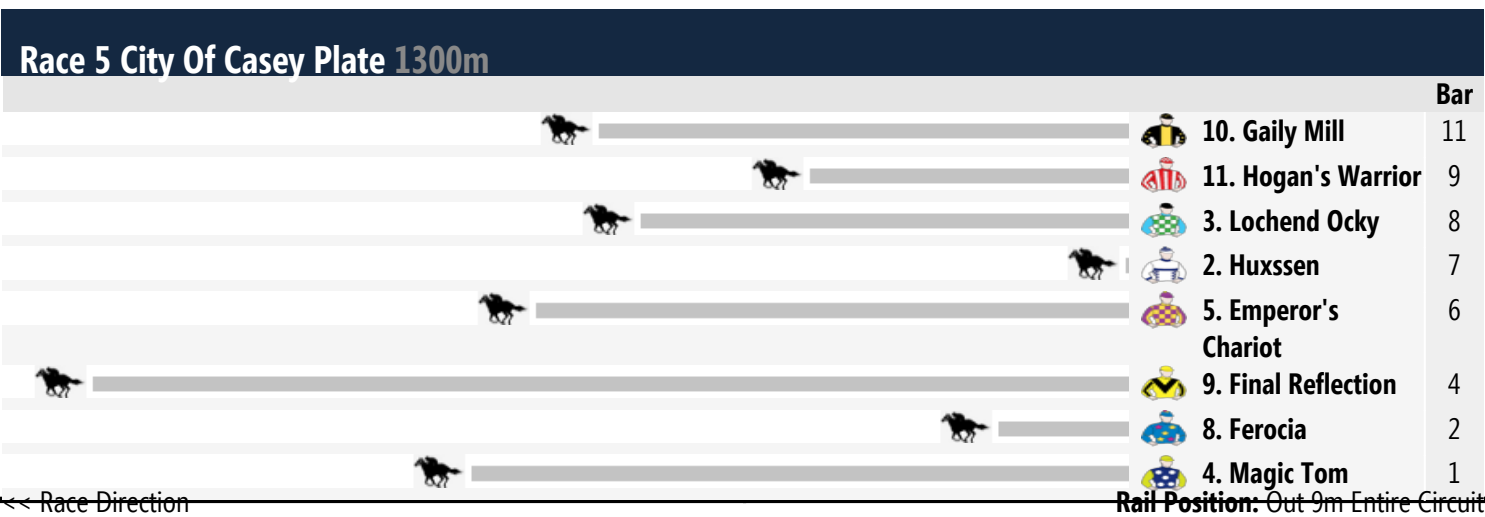 Race 5 City Of Casey Plate 1300m
Bar
10. Gaily Mill 11
11. Hogan's Warrior 9
3. Lochend Ocky 8
2. Huxssen 7
5. Emperor's 6
Chariot
9. Final Reflection 4
8. Ferocia 2
4. Magic Tom 1
<<< Race Direction Rail Position: Out 9m Entire Circuit